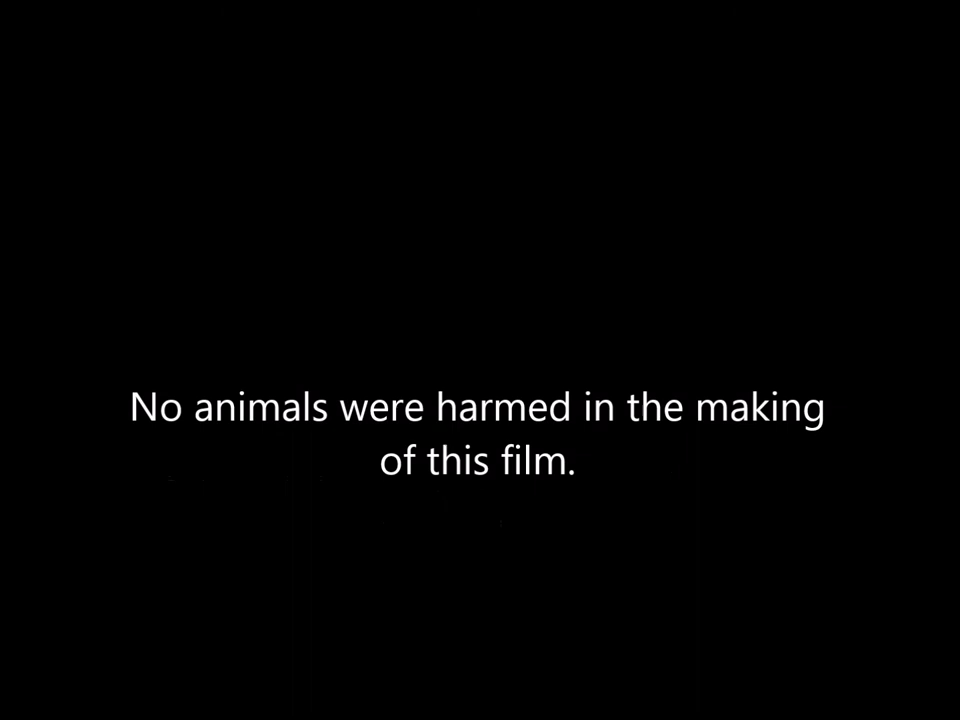 No animals were harmed in the making
of this film.